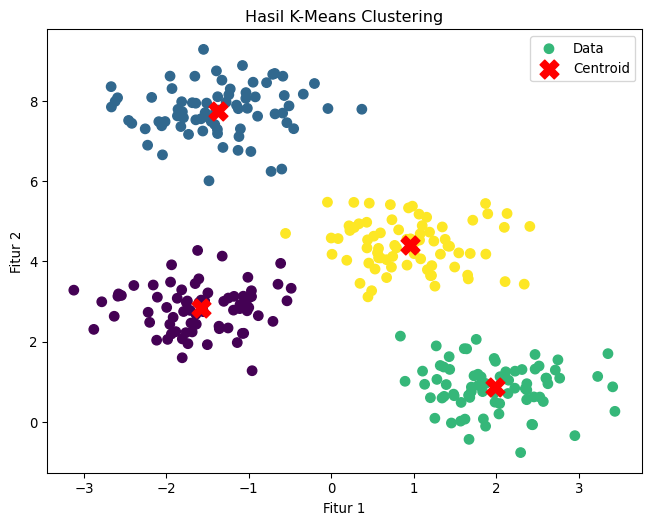 Hasil K-Means Clustering
Data
Centroid
Fitur 2
8
6
4
2
0
−3
−2
−1
0
1
2
3
Fitur 1